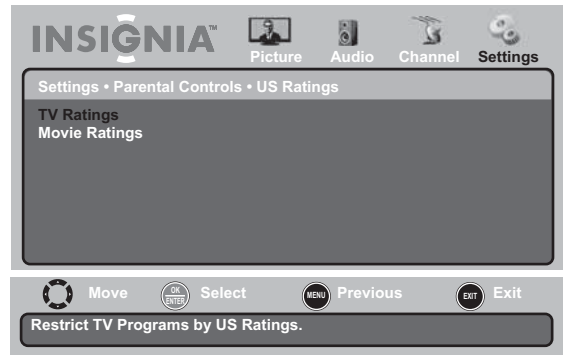 INSIGNIA™
Picture Audio Channel Settings
Settings • Parental Controls • US Ratings
TV Ratings
Movie Ratings
Move OK ENTER Select MENU Previous EXIT Exit
Restrict TV Programs by US Ratings.